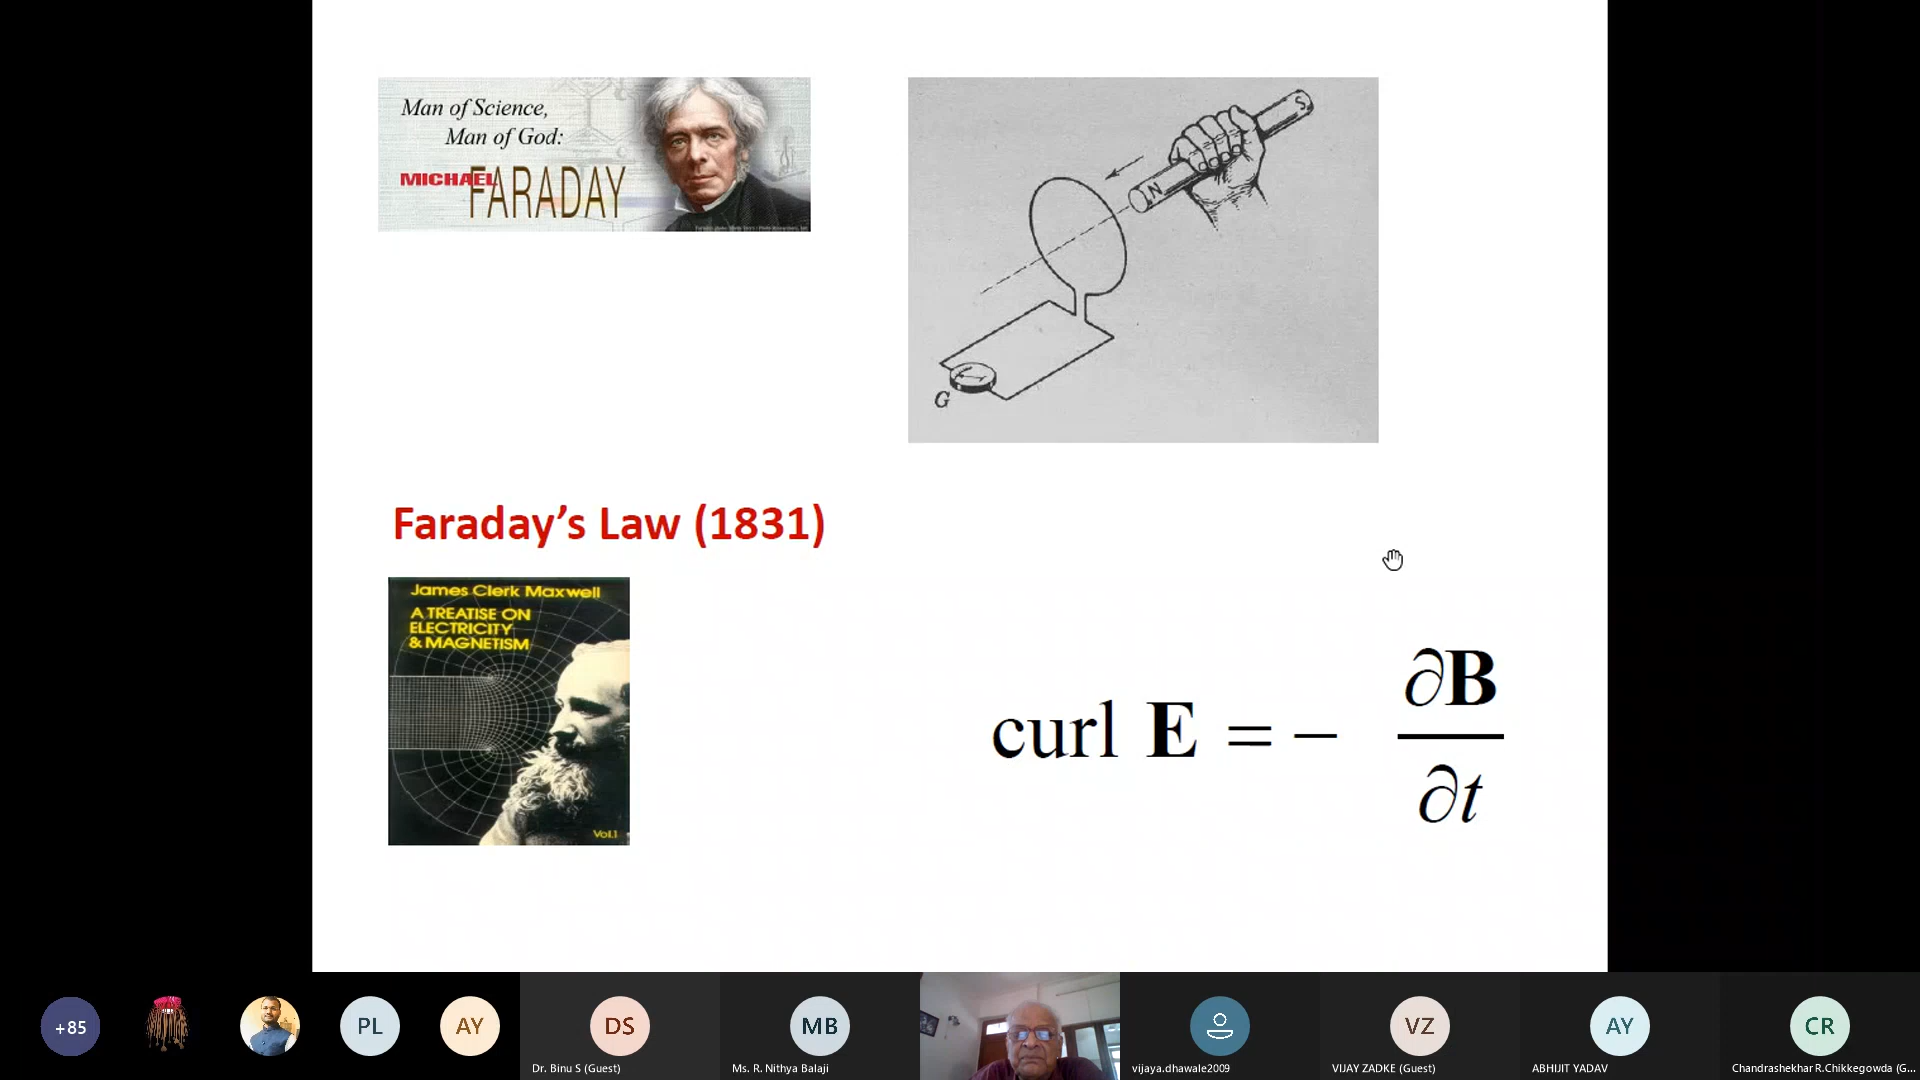 Man of Science,
Man of God:
MICHAEL FARADAY
S
N
G
Faraday’s Law (1831)
James Clerk Maxwell
A TREATISE ON
ELECTRICITY
& MAGNETISM
Vol.1
curl E = − ∂B
∂t
+85
PL
AY
DS
MB
VZ
AY
CR
Dr. Binu S (Guest)
Ms. R. Nithya Balaji
vijaya.dhawale2009
VIJAY ZADKE (Guest)
ABHIJIT YADAV
Chandrashekhar R.Chikkegowda (G...